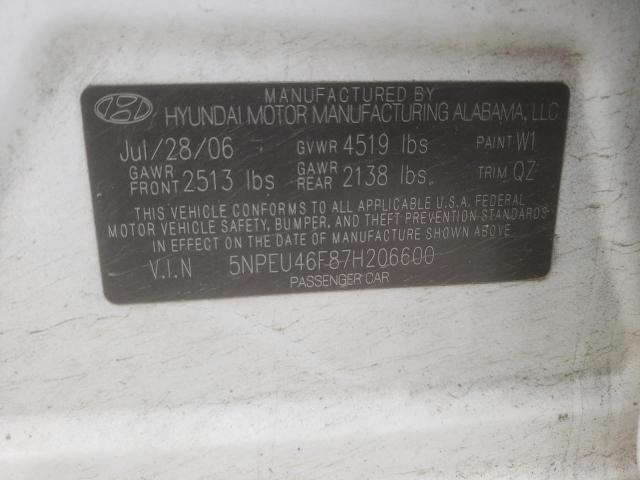 MANUFACTURED BY
HYUNDAI MOTOR MANUFACTURING ALABAMA, LLC
Jul/28/06 GVWR 4519 lbs PAINT W1
GAWR FRONT 2513 lbs GAWR REAR 2138 lbs TRIM QZ
THIS VEHICLE CONFORMS TO ALL APPLICABLE U.S.A. FEDERAL
MOTOR VEHICLE SAFETY, BUMPER, AND THEFT PREVENTION STANDARDS
IN EFFECT ON THE DATE OF MANUFACTURE SHOWN ABOVE.
V.I.N 5NPEU46F87H206600
PASSENGER CAR